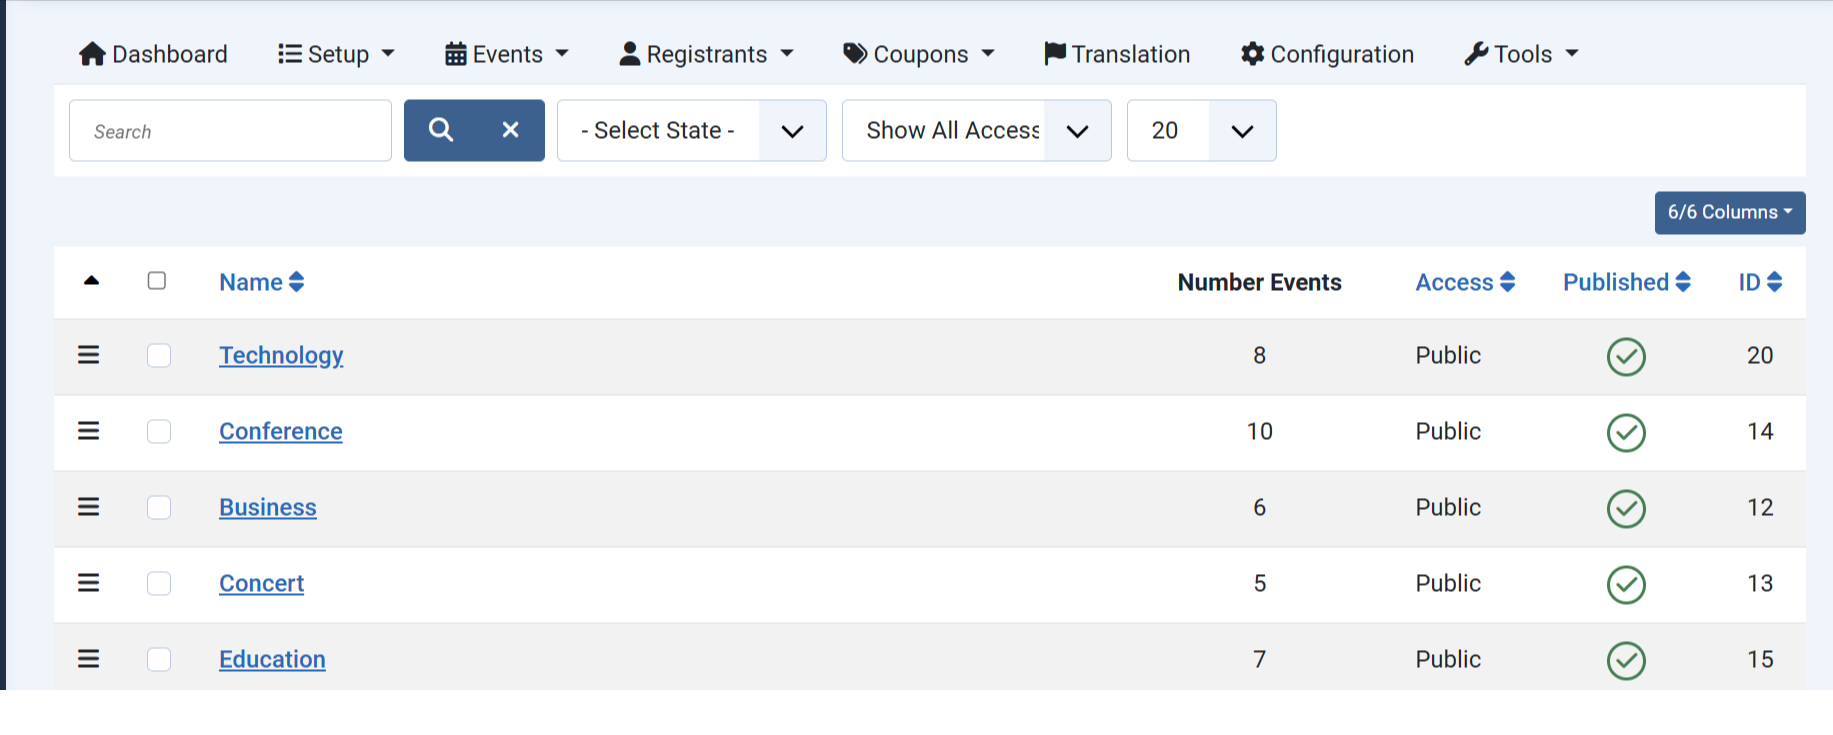 Dashboard Setup Events Registrants Coupons Translation Configuration Tools
Search - Select State - Show All Access 20
6/6 Columns
Name Number Events Access Published ID
Technology 8 Public 20
Conference 10 Public 14
Business 6 Public 12
Concert 5 Public 13
Education 7 Public 15